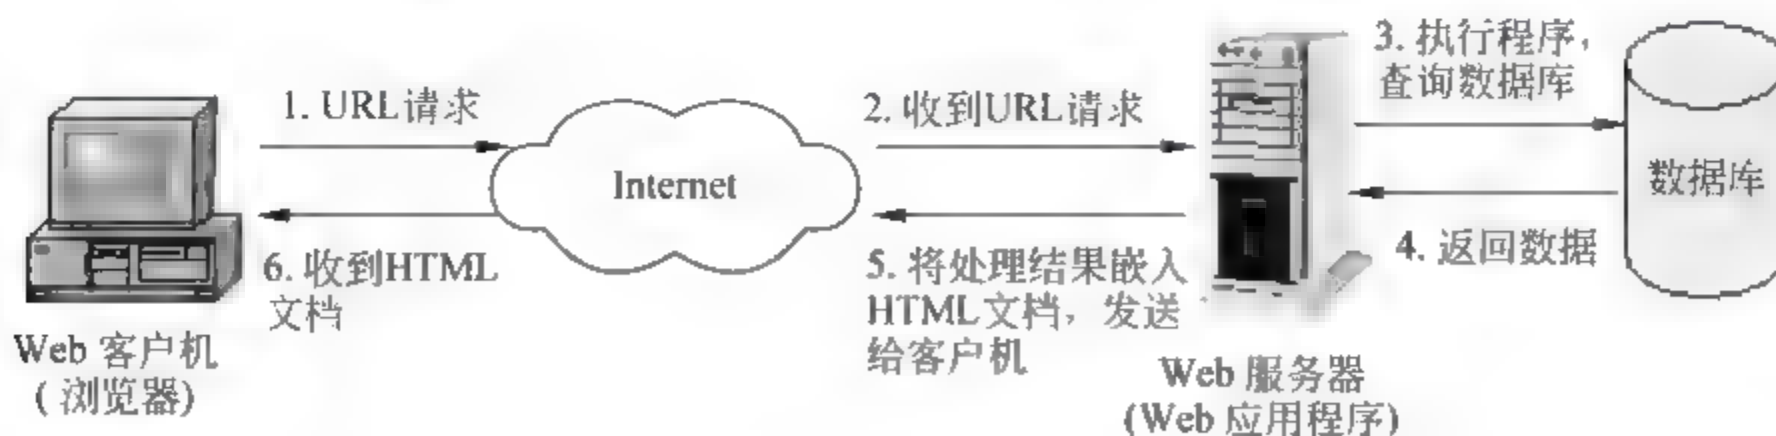 1. URL请求
2. 收到URL请求
3. 执行程序，
查询数据库
Internet
数据库
4. 返回数据
5. 将处理结果嵌入
HTML文档，发送
给客户机
6. 收到HTML
文档
Web 客户机
( 浏览器)
Web 服务器
(Web 应用程序)